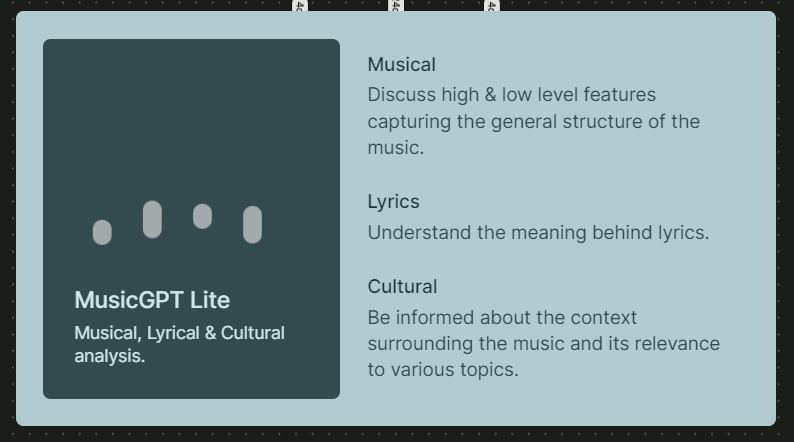 MusicGPT Lite
Musical, Lyrical & Cultural
analysis.
Musical
Discuss high & low level features
capturing the general structure of the
music.
Lyrics
Understand the meaning behind lyrics.
Cultural
Be informed about the context
surrounding the music and its relevance
to various topics.